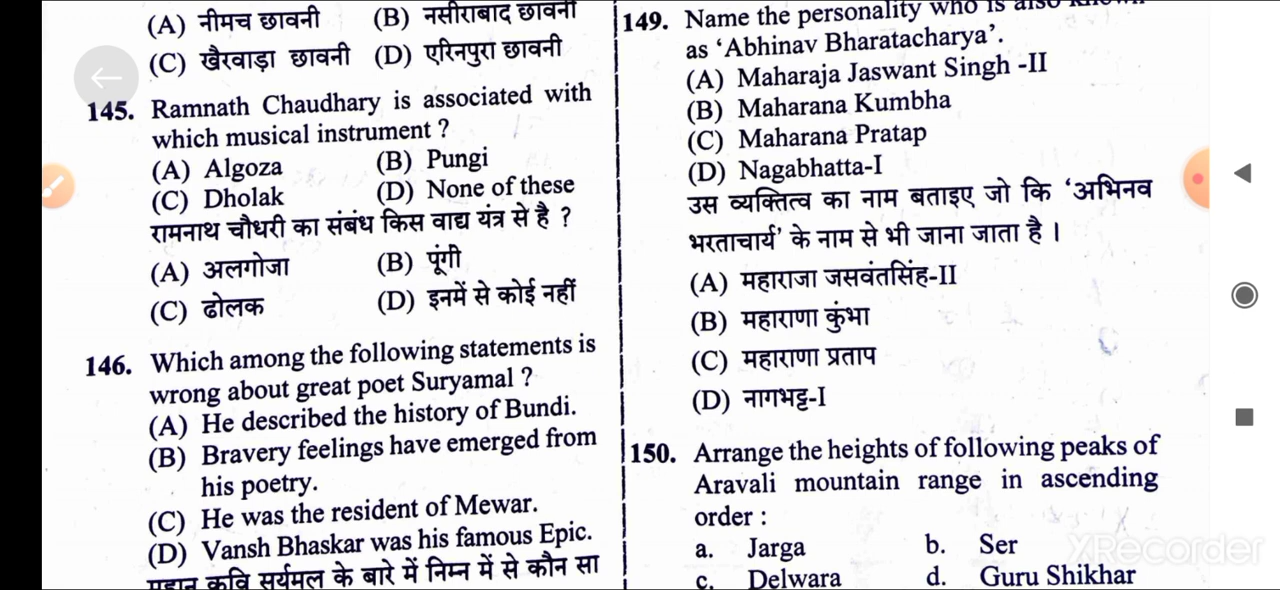 (A) नीमच छावनी (B) नसीराबाद छावनी
(C) खैरवाड़ा छावनी (D) एरिनपुरा छावनी
145. Ramnath Chaudhary is associated with
which musical instrument ?
(A) Algoza (B) Pungi
(C) Dholak (D) None of these
रामनाथ चौधरी का संबंध किस वाद्य यंत्र से है ?
(A) अलगोजा (B) पूंगी
(C) ढोलक (D) इनमें से कोई नहीं
146. Which among the following statements is
wrong about great poet Suryamal ?
(A) He described the history of Bundi.
(B) Bravery feelings have emerged from
his poetry.
(C) He was the resident of Mewar.
(D) Vansh Bhaskar was his famous Epic.
महान कवि सूर्यमल के बारे में निम्न में से कौन सा
149. Name the personality who is also known
as ‘Abhinav Bharatacharya’.
(A) Maharaja Jaswant Singh -II
(B) Maharana Kumbha
(C) Maharana Pratap
(D) Nagabhatta-I
उस व्यक्तित्व का नाम बताइए जो कि ‘अभिनव
भरताचार्य’ के नाम से भी जाना जाता है ।
(A) महाराजा जसवंतसिंह-II
(B) महाराणा कुंभा
(C) महाराणा प्रताप
(D) नागभट्ट-I
150. Arrange the heights of following peaks of
Aravali mountain range in ascending
order :
a. Jarga b. Ser
c. Delwara d. Guru Shikhar
XRecorder